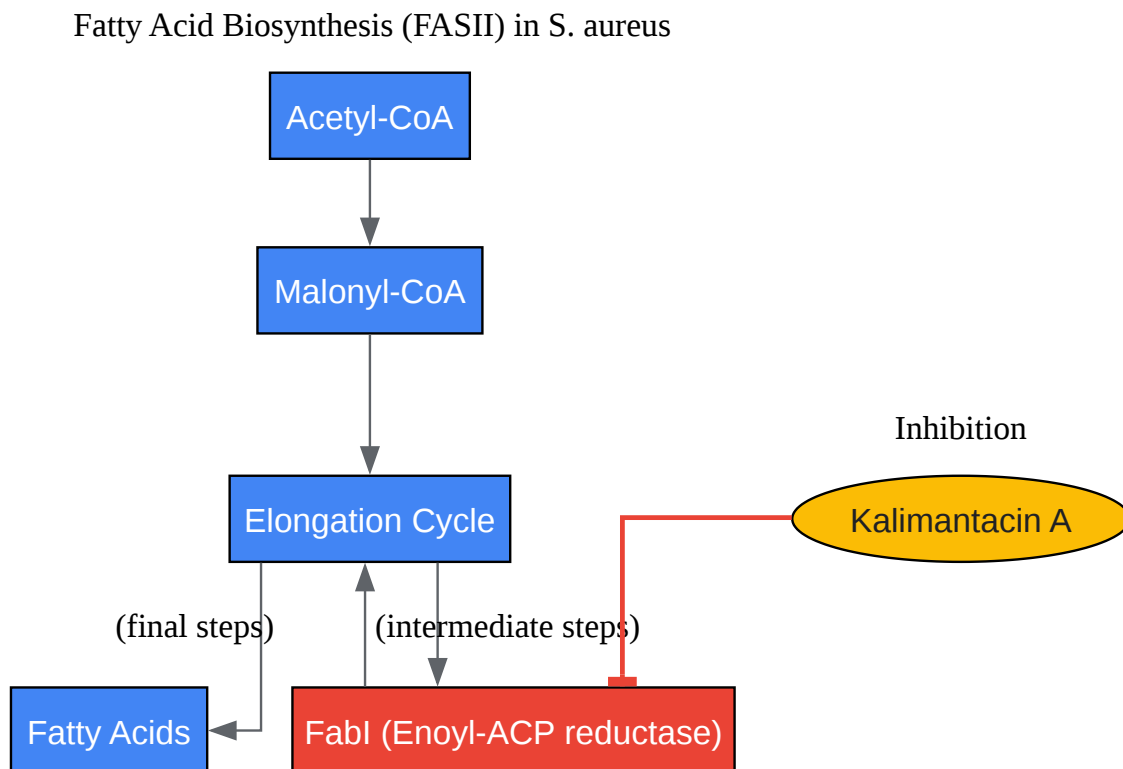 Fatty Acid Biosynthesis (FASII) in S. aureus
Acetyl-CoA
Malonyl-CoA
Inhibition
Elongation Cycle
Kalimantacin A
(final steps)
(intermediate steps)
Fatty Acids
FabI (Enoyl-ACP reductase)